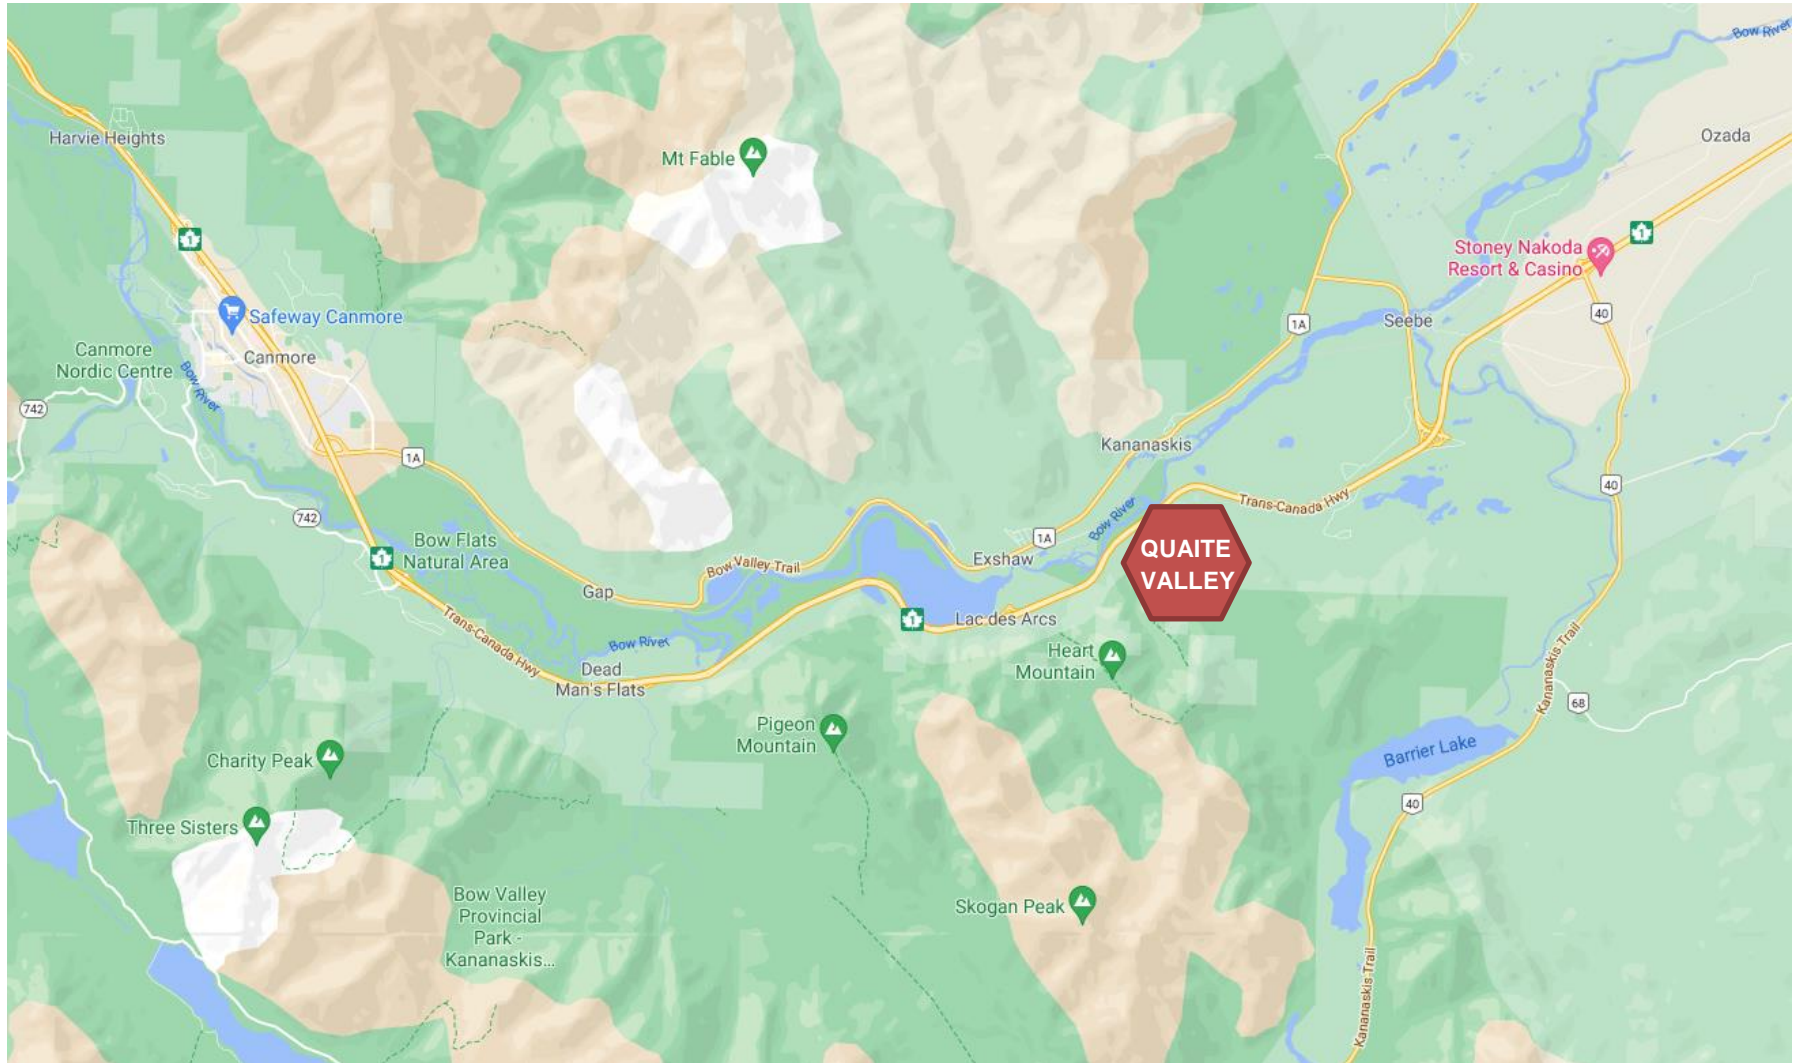 Bow River
Harvie Heights
Ozada
Mt Fable
1
1
Stoney Nakoda
Resort & Casino
Safeway Canmore
40
1A
Seebe
Canmore
Nordic Centre
Canmore
Bow River
742
Kananaskis
1A
40
Trans-Canada Hwy
742
Bow River
QUAITE
VALLEY
1A
Bow Flats
Natural Area
1
Exshaw
Bow Valley Trail
Gap
1
Lac des Arcs
Trans-Canada Hwy
Bow River
Heart
Mountain
Dead
Man's Flats
Kananaskis Trail
68
Pigeon
Mountain
Barrier Lake
Charity Peak
40
Three Sisters
Bow Valley
Provincial
Park -
Kananaskis...
Skogan Peak
Kananaskis Trail